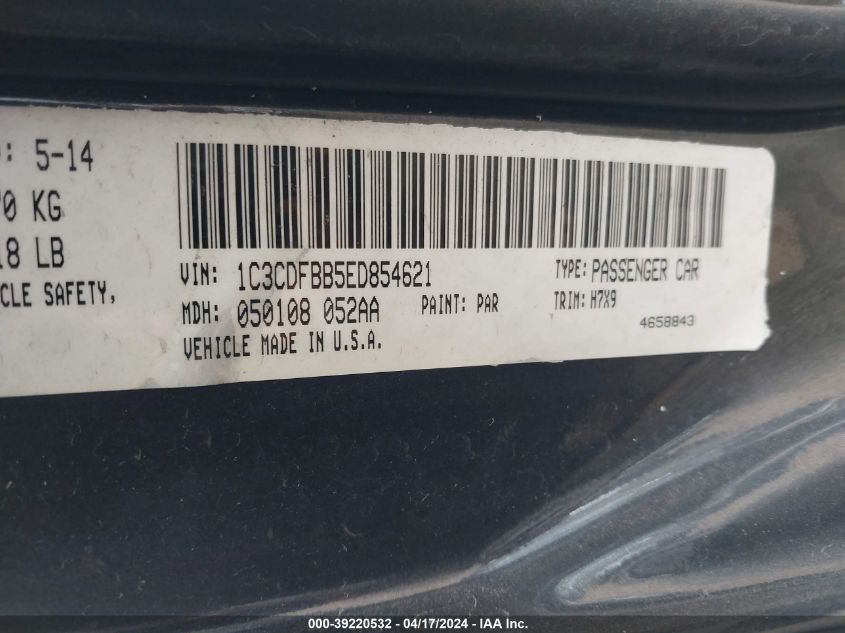 : 5-14
0 KG
18 LB
CLE SAFETY,
VIN: 1C3CDFBB5ED854621 TYPE: PASSENGER CAR
MDH: 050108 052AA PAINT: PAR TRIM: H7X9
VEHICLE MADE IN U.S.A. 4658843
000-39220532 - 04/17/2024 - IAA Inc.